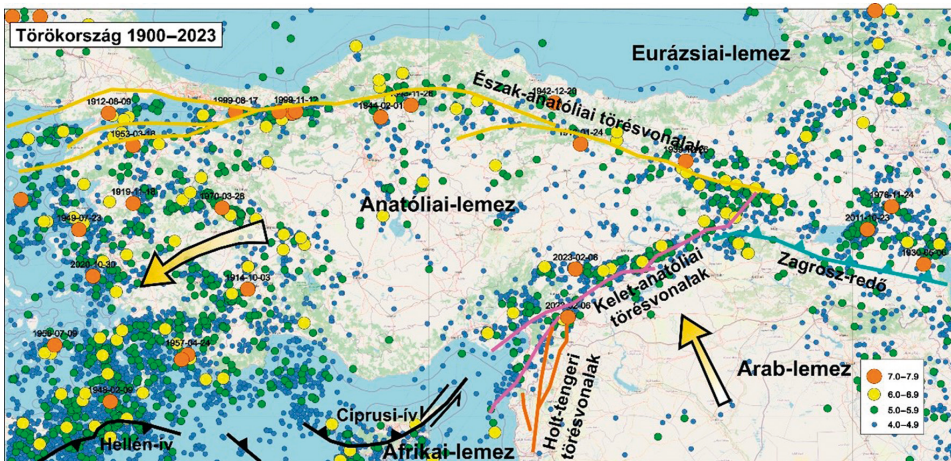 Törökország 1900–2023
Eurázsiai-lemez
1912-08-09
1999-08-17
1999-11-12
1944-02-01
1942-12-20
Észak-anatóliai törésvonalak
1953-03-18
1919-11-18
1970-03-28
1976-11-24
1949-07-23
Anatóliai-lemez
2011-10-23
2020-10-30
2023-02-06
1914-10-03
1930-05-06
Zagrosz-redő
Kelet-anatóliai
törésvonalak
1957-04-24
Arab-lemez
1948-02-09
Holt-tengeri
törésvonalak
Ciprusi-ív
Hellén-ív
Afrikai-lemez
7.0–7.9
6.0–6.9
5.0–5.9
4.0–4.9